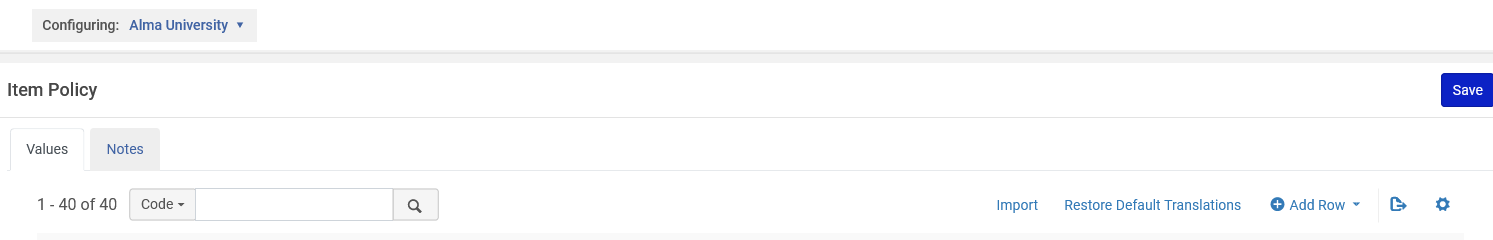 Configuring: Alma University
Item Policy
Save
Values Notes
1 - 40 of 40 Code Import Restore Default Translations Add Row